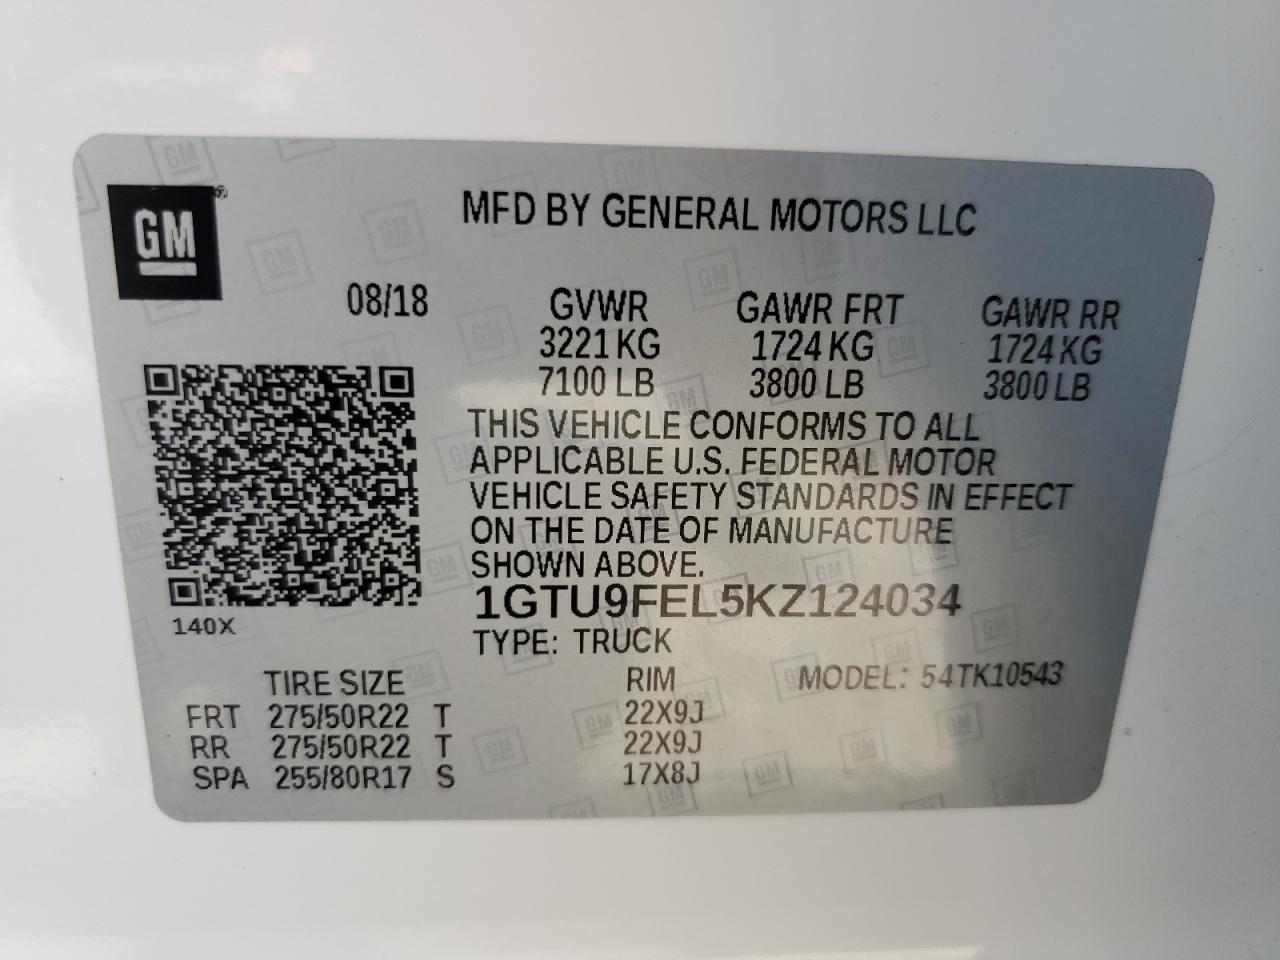 GM®
MFD BY GENERAL MOTORS LLC
08/18 GVWR GAWR FRT GAWR RR
3221 KG 1724 KG 1724 KG
7100 LB 3800 LB 3800 LB
THIS VEHICLE CONFORMS TO ALL
APPLICABLE U.S. FEDERAL MOTOR
VEHICLE SAFETY STANDARDS IN EFFECT
ON THE DATE OF MANUFACTURE
SHOWN ABOVE.
1GTU9FEL5KZ124034
140X
TYPE: TRUCK
TIRE SIZE RIM MODEL: 54TK10543
FRT 275/50R22 T 22X9J
RR 275/50R22 T 22X9J
SPA 255/80R17 S 17X8J